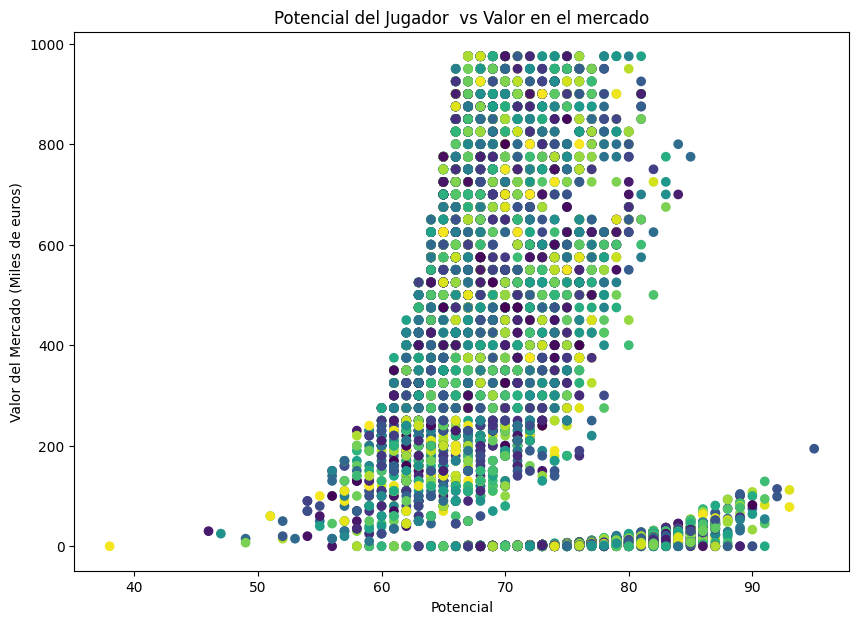 Potencial del Jugador  vs Valor en el mercado
Valor del Mercado (Miles de euros)
1000
800
600
400
200
0
40 50 60 70 80 90
Potencial